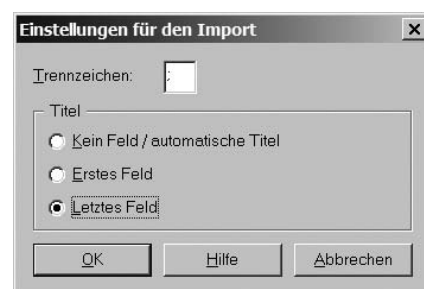 Einstellungen für den Import
Trennzeichen: ;
Titel
Kein Feld / automatische Titel
Erstes Feld
Letztes Feld
OK Hilfe Abbrechen